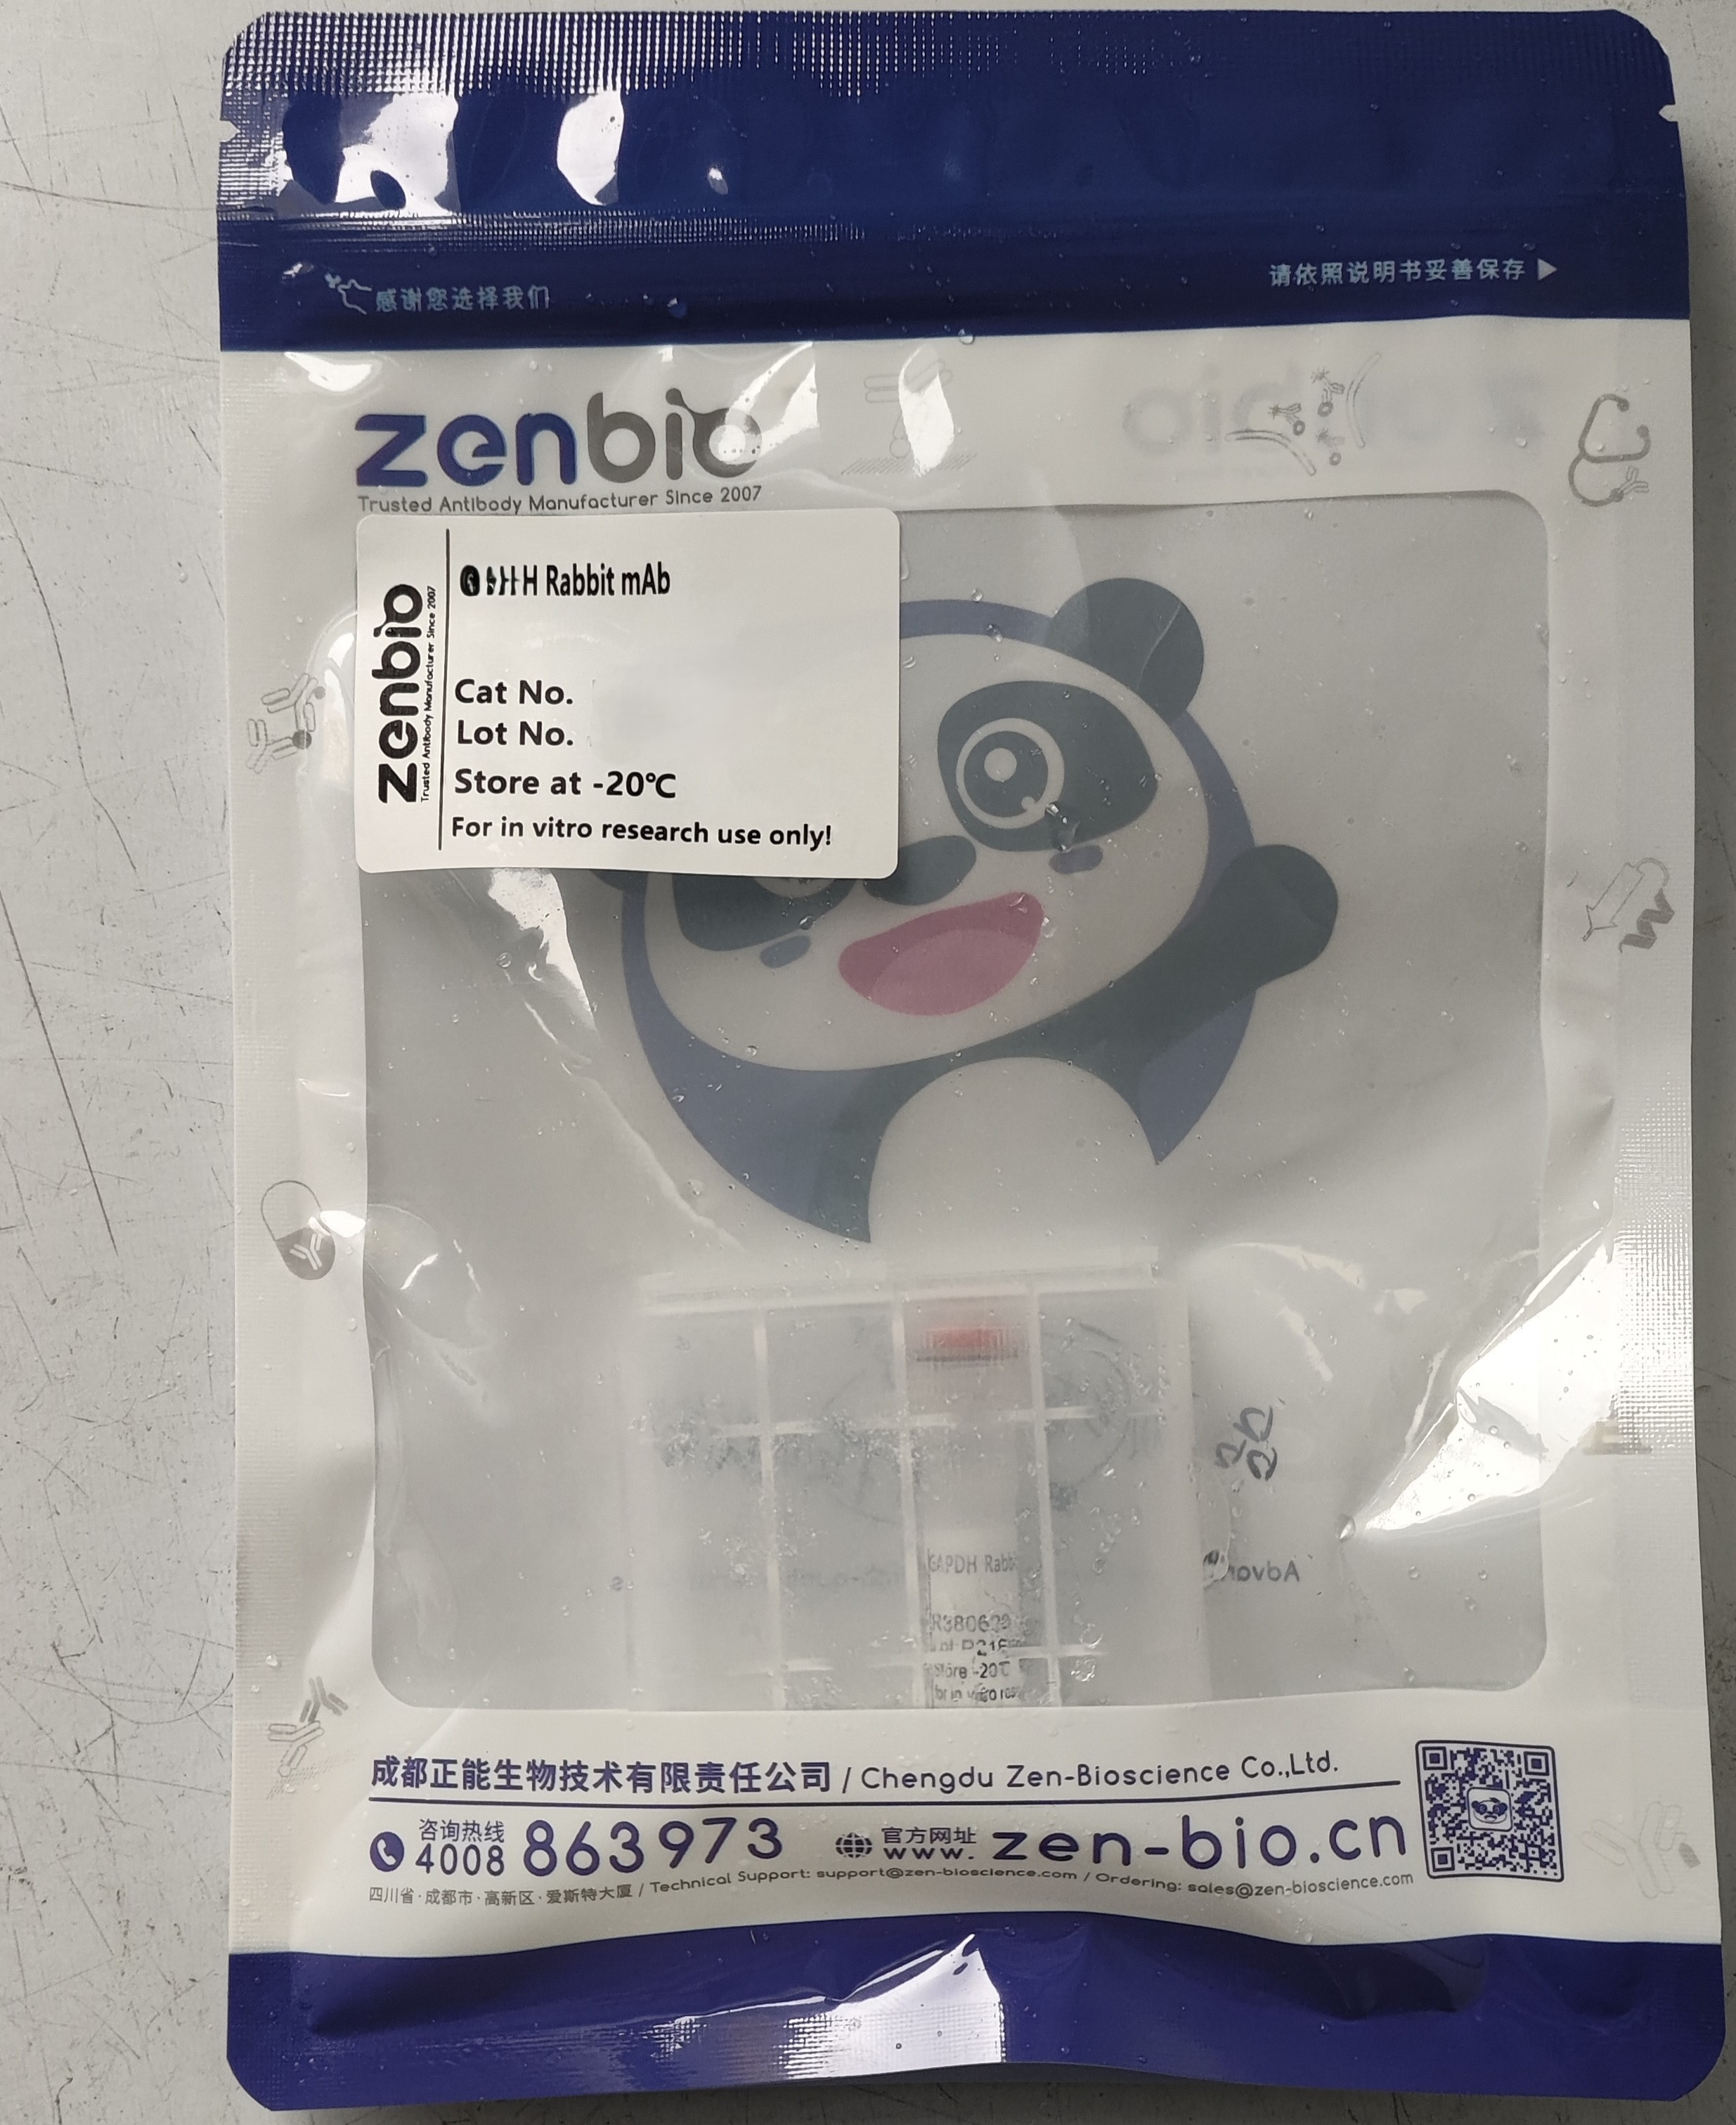 感谢您选择我们
请依照说明书妥善保存
zenbio
Trusted Antibody Manufacturer Since 2007
zenbio
Trusted Antibody Manufacturer Since 2007
Rabbit mAb
Cat No.
Lot No.
Store at -20℃
For in vitro research use only!
GAPDH
Store -20℃
成都正能生物技术有限责任公司 / Chengdu Zen-Bioscience Co.,Ltd.
咨询热线
4008 863973
官方网址
www. zen-bio.cn
四川省·成都市·高新区·爱斯特大厦 / Technical Support: support@zen-bioscience.com / Ordering: sales@zen-bioscience.com